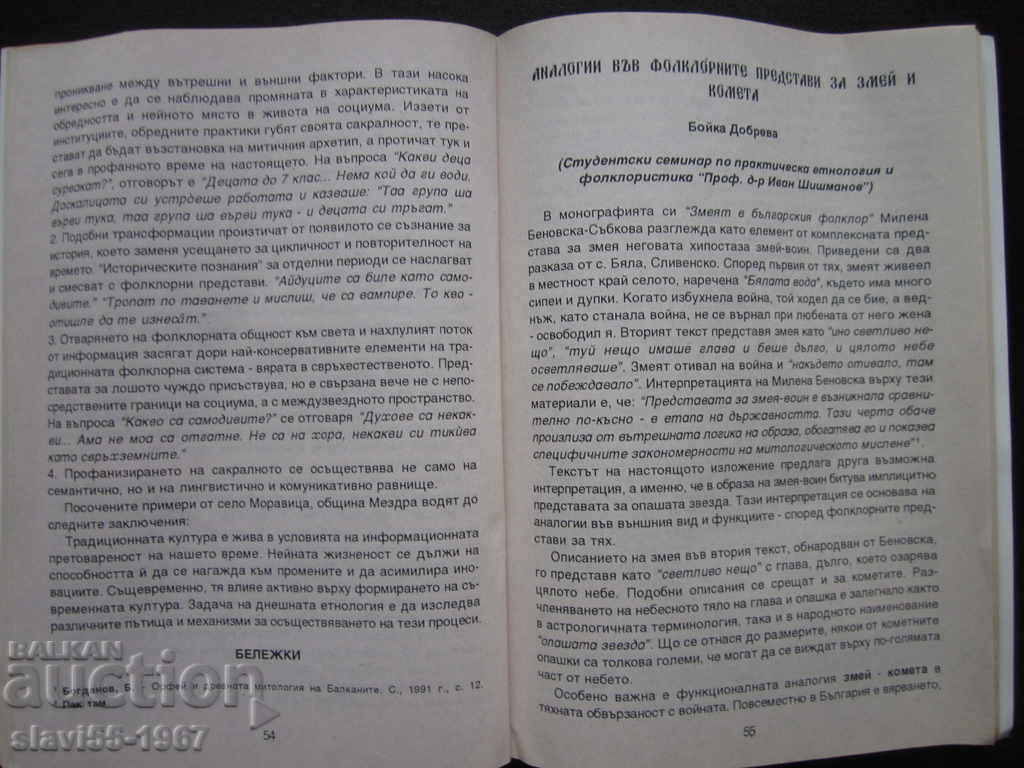 проникване между вътрешни и външни фактори. В тази насока
интересно е да се наблюдава промяната в характеристиката на
обредността и нейното място в живота на социума. Иззети от
институциите, обредните практики губят своята сакралност, те пре-
стават да бъдат възстановка на митичния архетип, а протичат тук и
сега в профанното време на настоящето. На въпроса "Какви деца
сурвакат?", отговорът е "Децата до 7 клас... Нема кой да ги води,
Даскалицата си устрдеше работата и казваше: "Таа група ша
върви тука, таа група ша върви тука - и децата си тръгат."
2. Подобни трансформации произтичат от появилото се съзнание за
история, което заменя усещането за цикличност и повторителност на
времето. "Историческите познания" за отделни периоди се наслагват
и смесват с фолклорни представи. "Айдуците са биле като само-
дивите." "Тропат по таванете и мислиш, че са вампире. То кво -
отишле да те изнесат".
3. Отварянето на фолклорната общност към света и нахлулият поток
от информация засягат дори най-консервативните елементи на тра-
диционната фолклорна система - вярата в свръхестественото. Пред-
ставата за лошото чуждо присъствува, но е свързана вече не с непо-
средствените граници на социума, а с междузвездното пространство.
На въпроса "Какво са самодивите?" се отговаря "Духове са некак-
ви... Ама не моа са отгатне. Не са на хора, некакви си тикйва
като свръхземните."
4. Профанизирането на сакралното се осъществява не само на
семантично, но и на лингвистично и комуникативно равнище.
Посочените примери от село Моравица, община Мездра водят до
следните заключения:
Традиционната култура е жива в условията на информационната
претовареност на нашето време. Нейната жизненост се дължи на
способността й да се нагажда към промените и да асимилира ино-
вациите. Същевременно, тя влияе активно върху формирането на съ-
временната култура. Задача на днешната етнология е да изследва
различните пътища и механизми за осъществяването на тези процеси.
БЕЛЕЖКИ
Богданов, Б. - Орфей и древната митология на Балканите. С., 1991 г., с. 12.
Пак там
54
АНАЛОГИИ ВЪВ ФОЛКЛОРНИТЕ ПРЕДСТАВИ ЗА ЗМЕЙ И
КОМЕТА
Бойка Добрева
(Студентски семинар по практическа етнология и
фолклористика "Проф. д-р Иван Шишманов")
В монографията си "Змеят в българския фолклор" Милена
Беновска-Събкова разглежда като елемент от комплексната пред-
става за змея неговата хипостаза змей-воин. Приведени са два
разказа от с. Бяла, Сливенско. Според първия от тях, змеят живеел
в местност край селото, наречена "Бялата вода", където има много
сипеи и дупки. Когато избухнела война, той ходел да се бие, а вед-
нъж, като станала война, не се върнал при любената от него жена
- освободил я. Вторият текст представя змея като "ино светливо не-
що", "туй нещо имаше глава и беше дълго, и цялото небе
осветляваше". Змеят отивал на война и "накъдето отивало, там
се побеждавало". Интерпретацията на Милена Беновска върху тези
материали е, че: "Представата за змея-воин е възникнала сравни-
телно по-късно - в етапа на държавността. Тази черта обаче
произлиза от вътрешната логика на образа, обогатява го и показва
специфичните закономерности на митологическото мислене"¹.
Текстът на настоящето изложение предлага друга възможна
интерпретация, а именно, че в образа на змея-воин битува имплицитно
представата за опашата звезда. Тази интерпретация се основава на
аналогии във външния вид и функциите - според фолклорните пред-
стави за тях.
Описанието на змея във втория текст, обнародван от Беновска,
го представя като "светливо нещо" с глава, дълго, което озарява
цялото небе. Подобни описания се срещат и за кометите. Раз-
членяването на небесното тяло на глава и опашка е залегнало както
в астрологичната терминология, така и в народното наименование
"опашата звезда". Що се отнася до размерите, някои от кометните
опашки са толкова големи, че могат да се виждат върху по-голямата
част от небето.
Особено важна е функционалната аналогия змей - комета в
тяхната обвързаност с войната. Повсеместно в България е вярването,
55
BALKAN
auction
slavi55-1967